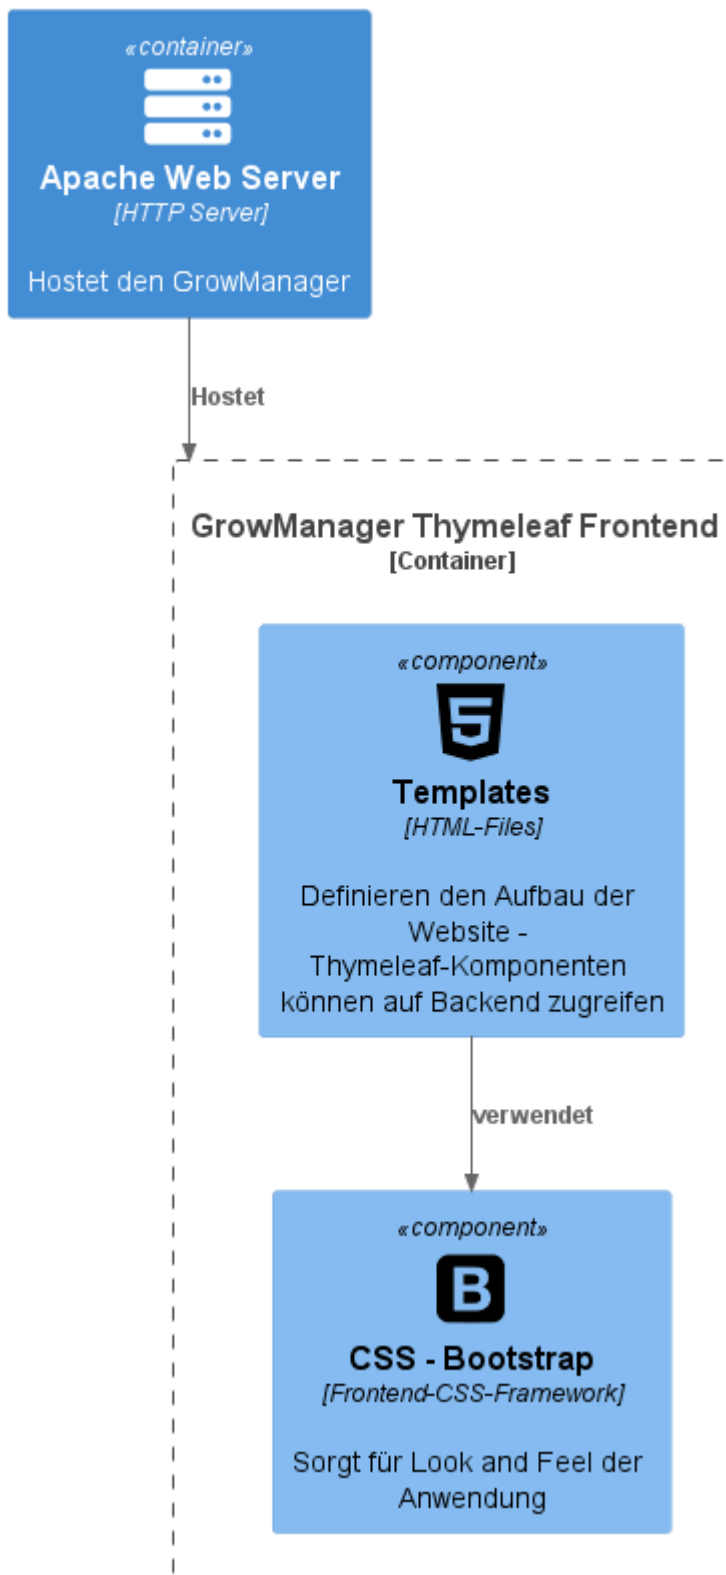 «container»
Apache Web Server
[HTTP Server]
Hostet den GrowManager
Hostet
GrowManager Thymeleaf Frontend
[Container]
«component»
5
Templates
[HTML-Files]
Definieren den Aufbau der
Website -
Thymeleaf-Komponenten
können auf Backend zugreifen
verwendet
«component»
B
CSS - Bootstrap
[Frontend-CSS-Framework]
Sorgt für Look and Feel der
Anwendung